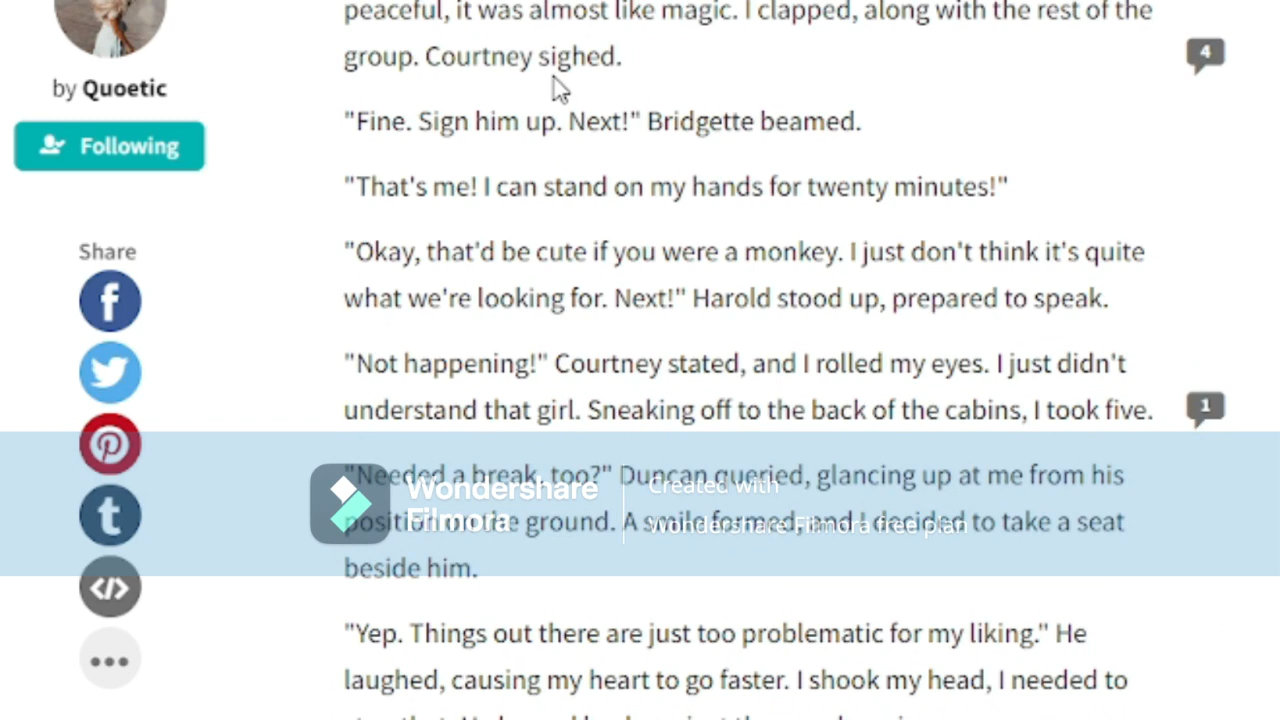 peaceful, it was almost like magic. I clapped, along with the rest of the
group. Courtney sighed.
4
by Quoetic
Following
"Fine. Sign him up. Next!" Bridgette beamed.
"That's me! I can stand on my hands for twenty minutes!"
Share
"Okay, that'd be cute if you were a monkey. I just don't think it's quite
what we're looking for. Next!" Harold stood up, prepared to speak.
"Not happening!" Courtney stated, and I rolled my eyes. I just didn't
understand that girl. Sneaking off to the back of the cabins, I took five.
1
"Needed a break, too?" Duncan queried, glancing up at me from his
position on the ground. A smile formed, and I decided to take a seat
beside him.
Wondershare
Filmora
Created with
Wondershare Filmora free plan
"Yep. Things out there are just too problematic for my liking." He
laughed, causing my heart to go faster. I shook my head, I needed to